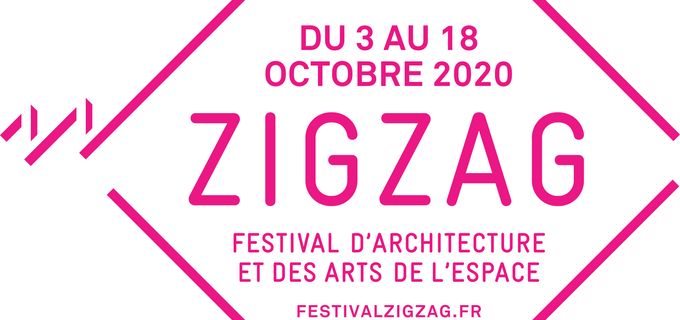 DU 3 AU 18
OCTOBRE 2020
ZIGZAG
FESTIVAL D'ARCHITECTURE
ET DES ARTS DE L'ESPACE
FESTIVALZIGZAG.FR